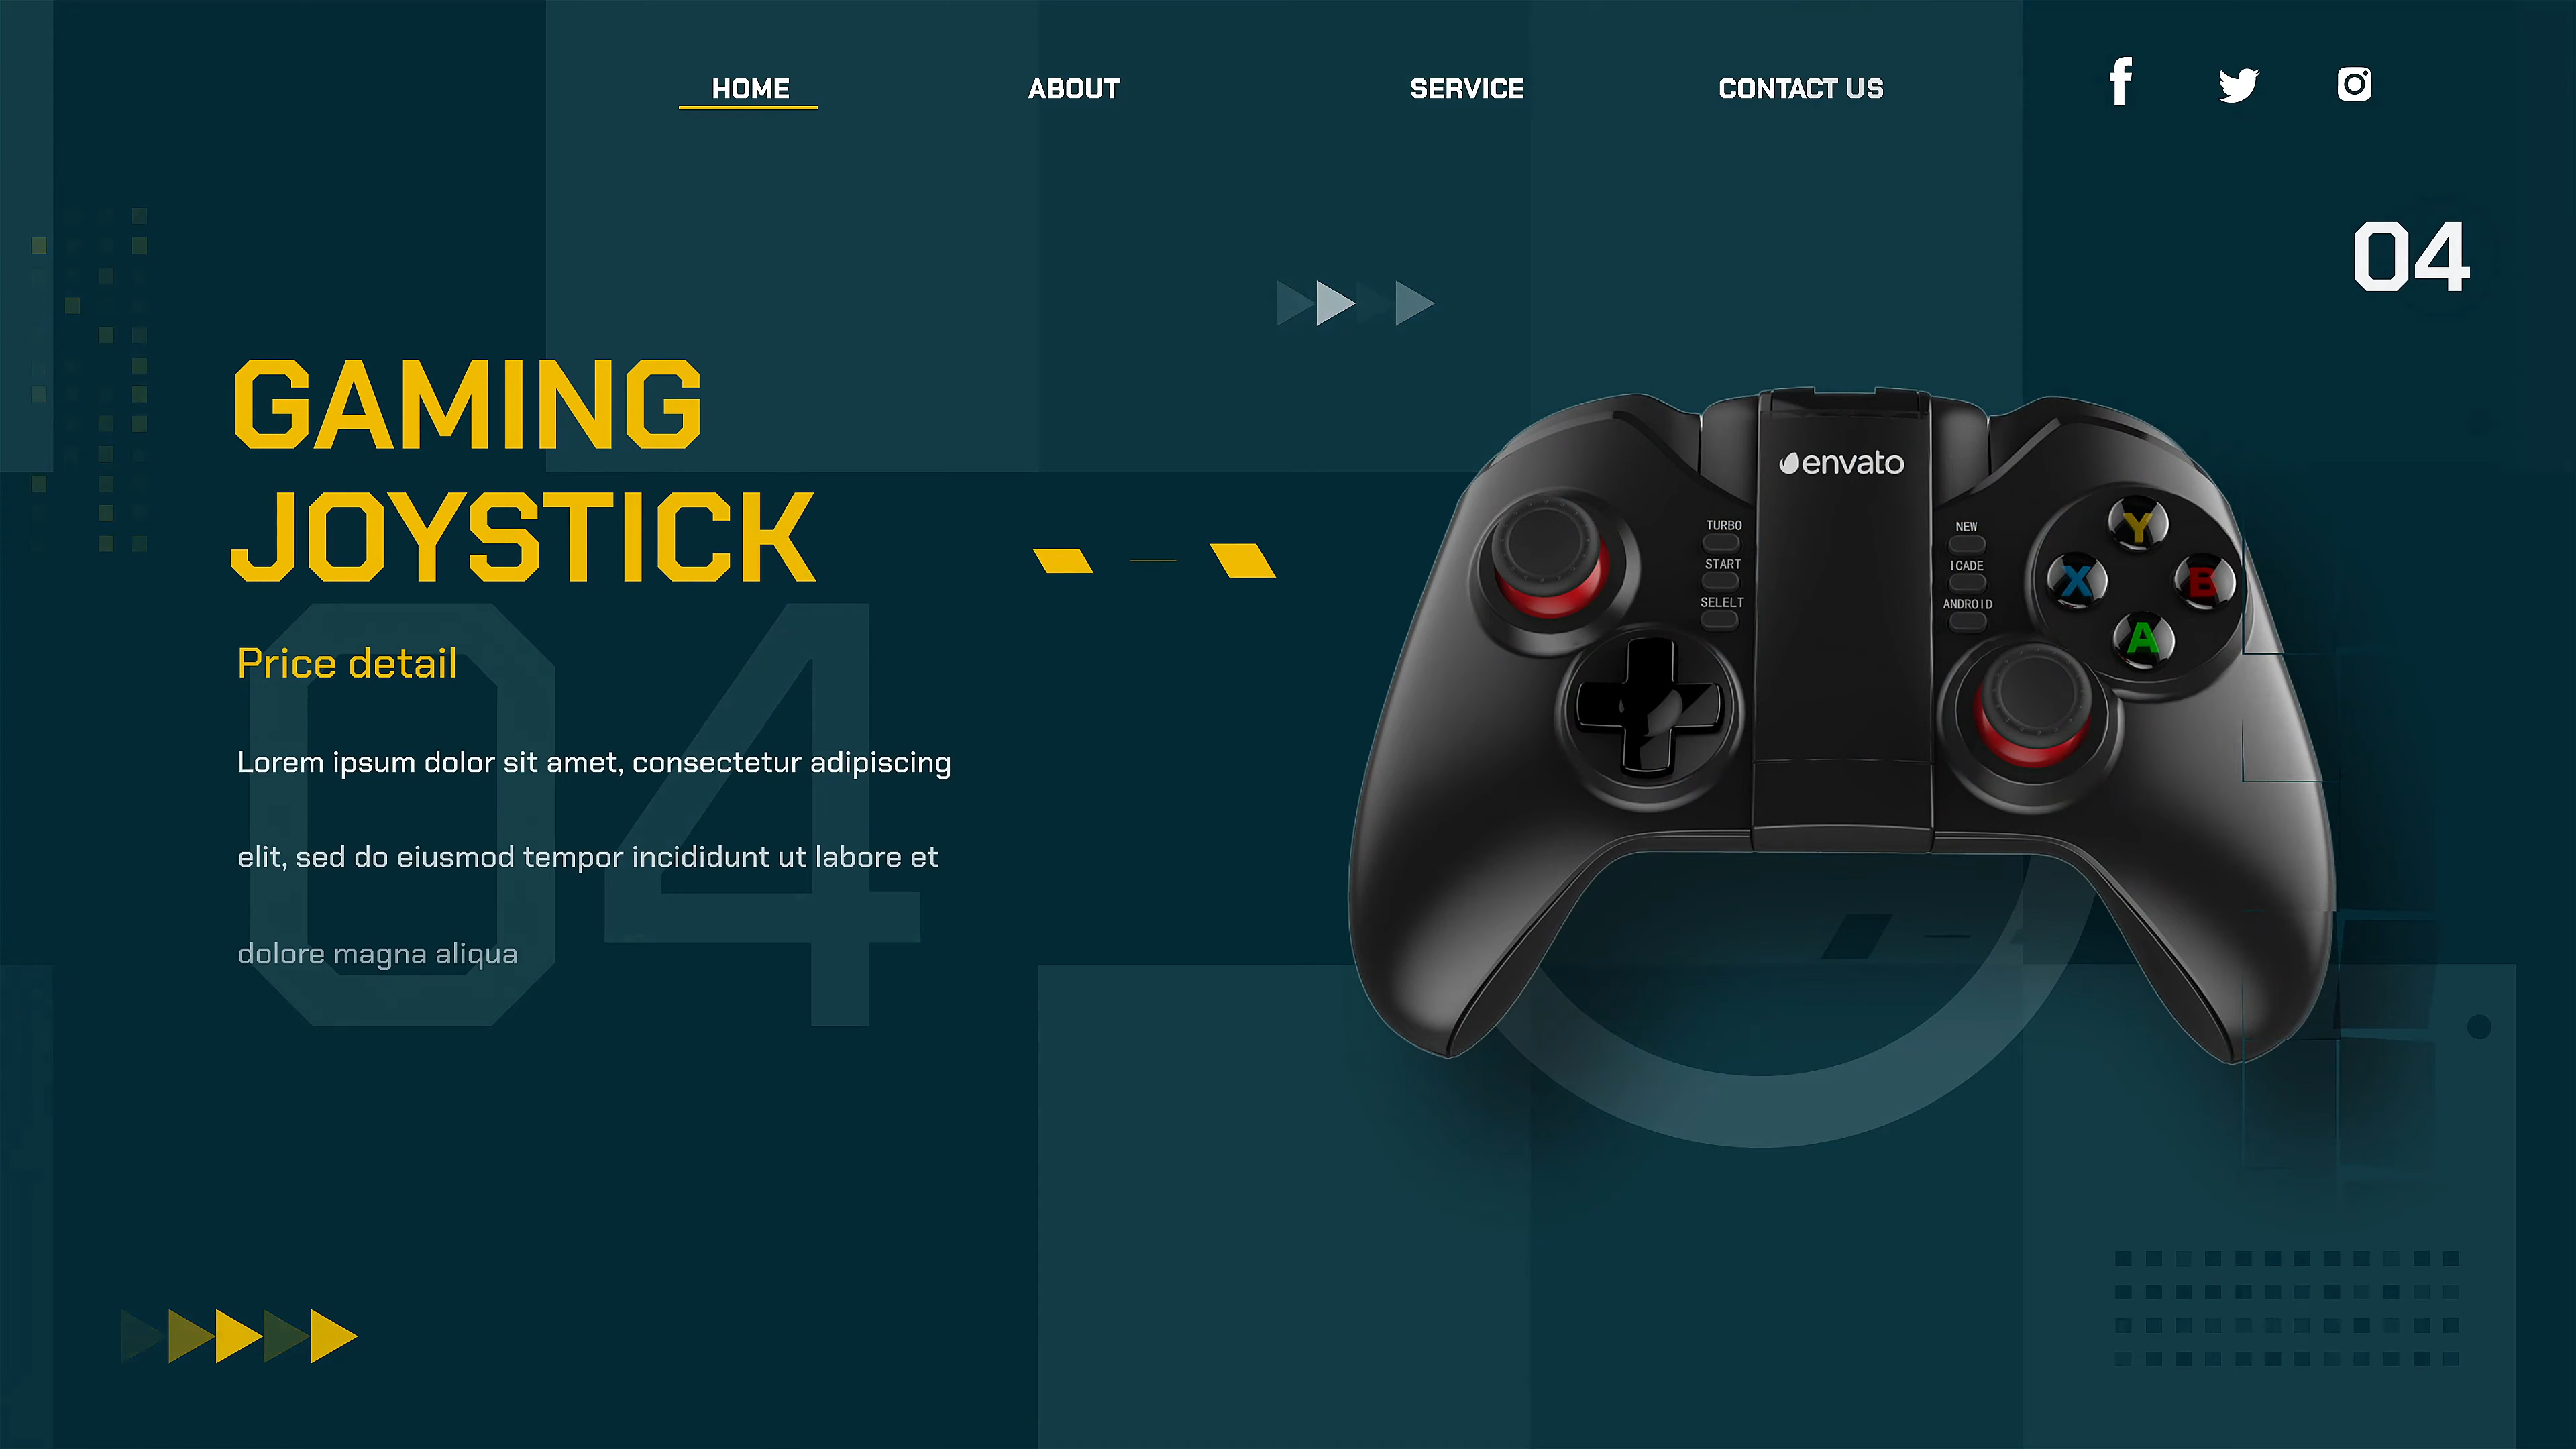 HOME
ABOUT
SERVICE
CONTACT US
04
GAMING
JOYSTICK
04
Price detail
Lorem ipsum dolor sit amet, consectetur adipiscing
elit, sed do eiusmod tempor incididunt ut labore et
dolore magna aliqua
envato
TURBO
START
SELELT
NEW
ICADE
ANDROID
Y
X
B
A